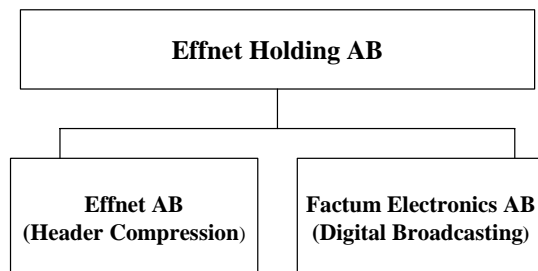 Effnet Holding AB
Effnet AB
(Header Compression)
Factum Electronics AB
(Digital Broadcasting)